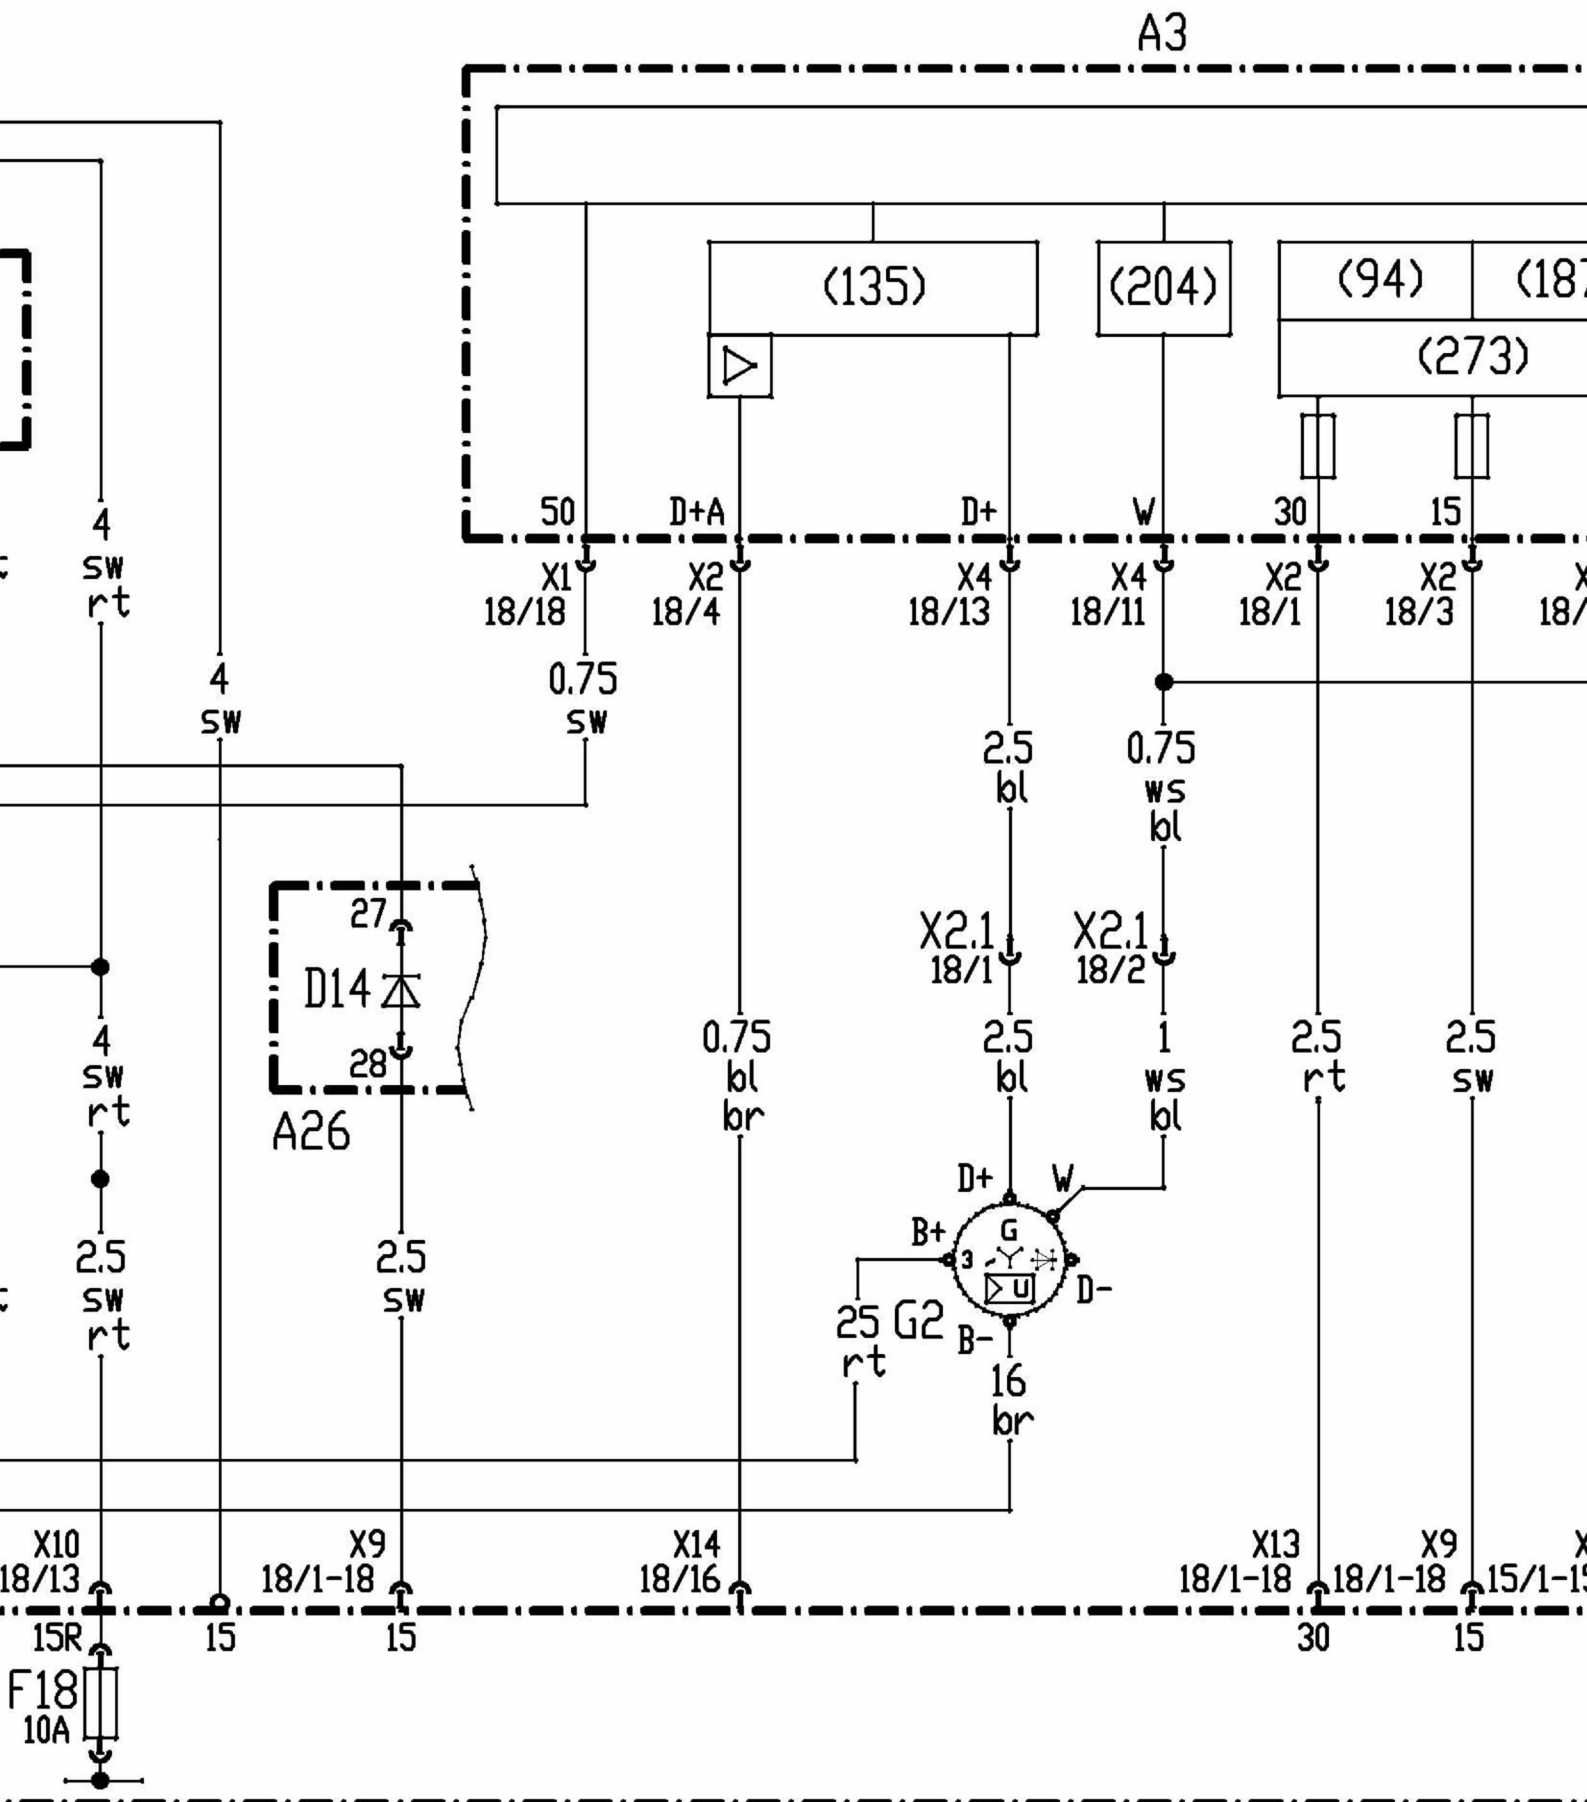 A3
(135)
(204)
(94)
(187
(273)
50
D+A
D+
W
30
15
X1
18/18
X2
18/4
X4
18/13
X4
18/11
X2
18/1
X2
18/3
18/
4
sw
rt
4
sw
0.75
sw
2.5
bl
0.75
ws
bl
27
D14
28
A26
X2.1
18/1
X2.1
18/2
4
sw
rt
0.75
bl
br
2.5
bl
1
ws
bl
2.5
rt
2.5
sw
D+
W
B+
G
3
U
D-
B-
G2
25
rt
16
br
2.5
sw
rt
2.5
sw
X10
18/13
X9
18/1-18
X14
18/16
X13
18/1-18
X9
18/1-18
15/1-15
15R
15
15
30
15
F18
10A